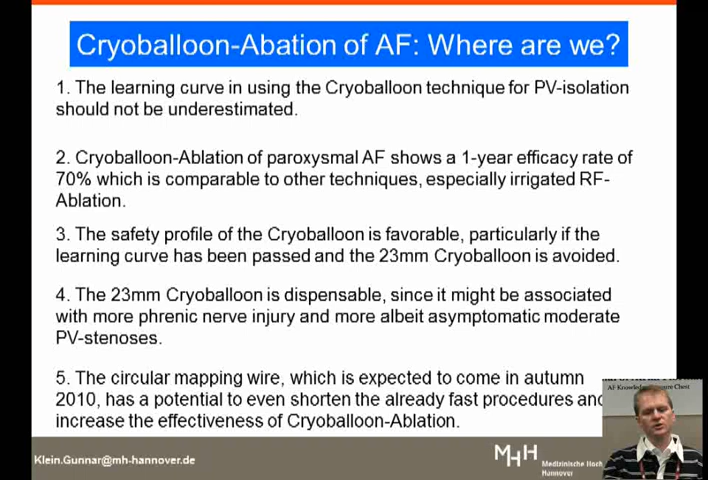 Cryoballoon-Abation of AF: Where are we?
1. The learning curve in using the Cryoballoon technique for PV-isolation
should not be underestimated.
2. Cryoballoon-Ablation of paroxysmal AF shows a 1-year efficacy rate of
70% which is comparable to other techniques, especially irrigated RF-
Ablation.
3. The safety profile of the Cryoballoon is favorable, particularly if the
learning curve has been passed and the 23mm Cryoballoon is avoided.
4. The 23mm Cryoballoon is dispensable, since it might be associated
with more phrenic nerve injury and more albeit asymptomatic moderate
PV-stenoses.
5. The circular mapping wire, which is expected to come in autumn
2010, has a potential to even shorten the already fast procedures and
increase the effectiveness of Cryoballoon-Ablation.
AF Chest
Klein.Gunnar@mh-hannover.de
MHH
Medizinische Hoch
Hannover